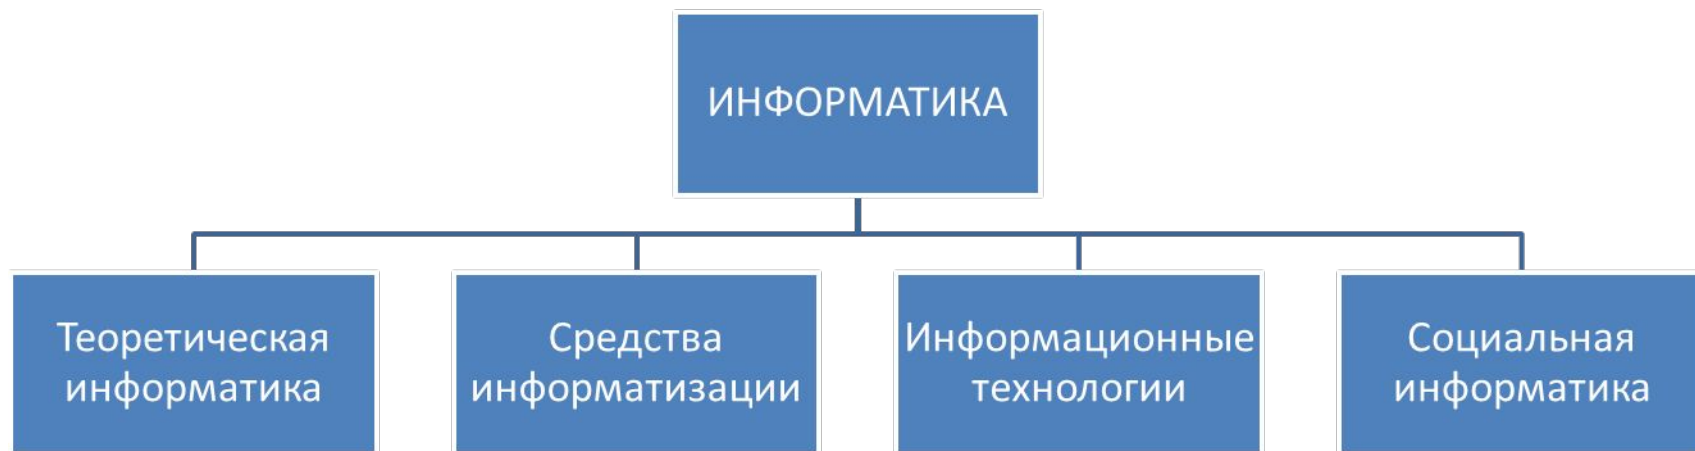 ИНФОРМАТИКА
Теоретическая
информатика
Средства
информатизации
Информационные
технологии
Социальная
информатика